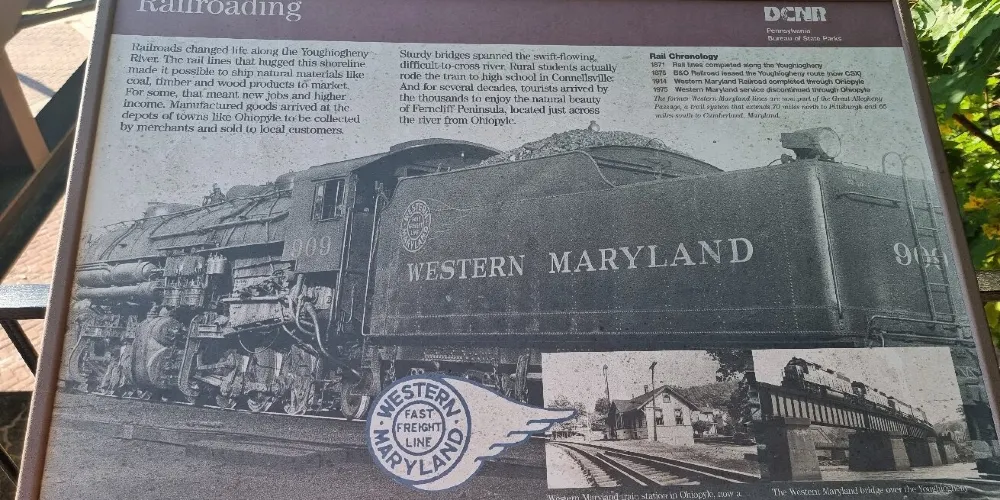 Railroading
DCNR
Pennsylvania
Bureau of State Parks
Railroads changed life along the Youghiogheny
River. The rail lines that hugged this shoreline
made it possible to ship natural materials like
coal, timber and wood products to market.
For some, that meant new jobs and higher
income. Manufactured goods arrived at the
depots of towns like Ohiopyle to be collected
by merchants and sold to local customers.
Sturdy bridges spanned the swift-flowing,
difficult-to-cross river. Rural students actually
rode the train to high school in Connellsville.
And for several decades, tourists arrived by
the thousands to enjoy the natural beauty
of Ferncliff Peninsula, located just across
the river from Ohiopyle.
Rail Chronology
1871 Rail lines completed along the Youghiogheny
1875 B&O Railroad leased the Youghiogheny route (now CSX)
1914 Western Maryland Railroad completed through Ohiopyle
1975 Western Maryland service discontinued through Ohiopyle
The former Western Maryland lines are now part of the Great Allegheny
Passage, a trail system that extends 70 miles north to Pittsburgh and 65
miles south to Cumberland, Maryland.
909
WESTERN MARYLAND
WESTERN MARYLAND
909
WESTERN
FAST
FREIGHT
LINE
MARYLAND
Western Maryland train station in Ohiopyle, now a
The Western Maryland bridge over the Youghiogheny